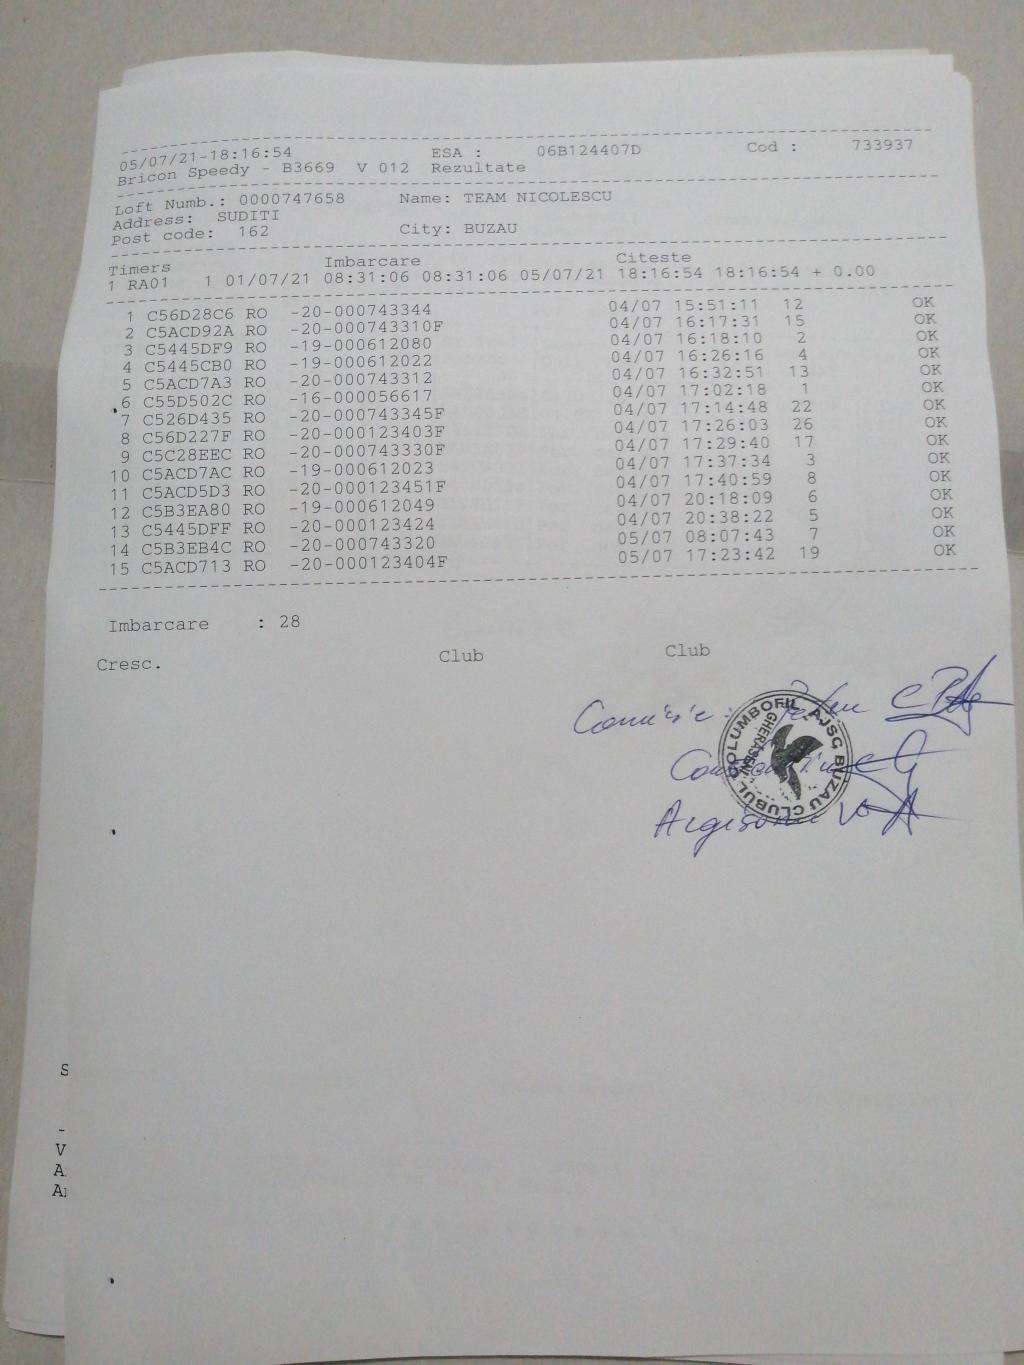 05/07/21-18:16:54 ESA : 06B124407D Cod : 733937
Bricon Speedy - B3669 V 012 Rezultate
Loft Numb.: 0000747658 Name: TEAM NICOLESCU
Address: SUDITI
Post code: 162 City: BUZAU
Timers Imbarcare Citeste
1 RA01 1 01/07/21 08:31:06 08:31:06 05/07/21 18:16:54 18:16:54 + 0.00
1 C56D28C6 RO -20-000743344 04/07 15:51:11 12 OK
2 C5ACD92A RO -20-000743310F 04/07 16:17:31 15 OK
3 C5445DF9 RO -19-000612080 04/07 16:18:10 2 OK
4 C5445CB0 RO -19-000612022 04/07 16:26:16 4 OK
5 C5ACD7A3 RO -20-000743312 04/07 16:32:51 13 OK
6 C55D502C RO -16-000056617 04/07 17:02:18 1 OK
7 C526D435 RO -20-000743345F 04/07 17:14:48 22 OK
8 C56D227F RO -20-000123403F 04/07 17:26:03 26 OK
9 C5C28EEC RO -20-000743330F 04/07 17:29:40 17 OK
10 C5ACD7AC RO -19-000612023 04/07 17:37:34 3 OK
11 C5ACD5D3 RO -20-000123451F 04/07 17:40:59 8 OK
12 C5B3EA80 RO -19-000612049 04/07 20:18:09 6 OK
13 C5445DFF RO -20-000123424 04/07 20:38:22 5 OK
14 C5B3EB4C RO -20-000743320 05/07 08:07:43 7 OK
15 C5ACD713 RO -20-000123404F 05/07 17:23:42 19 OK
Imbarcare : 28
Cresc. Club Club
CLUBUL COLUMBOFIL AJSC BUZAU
GHERASENI
S
V
A